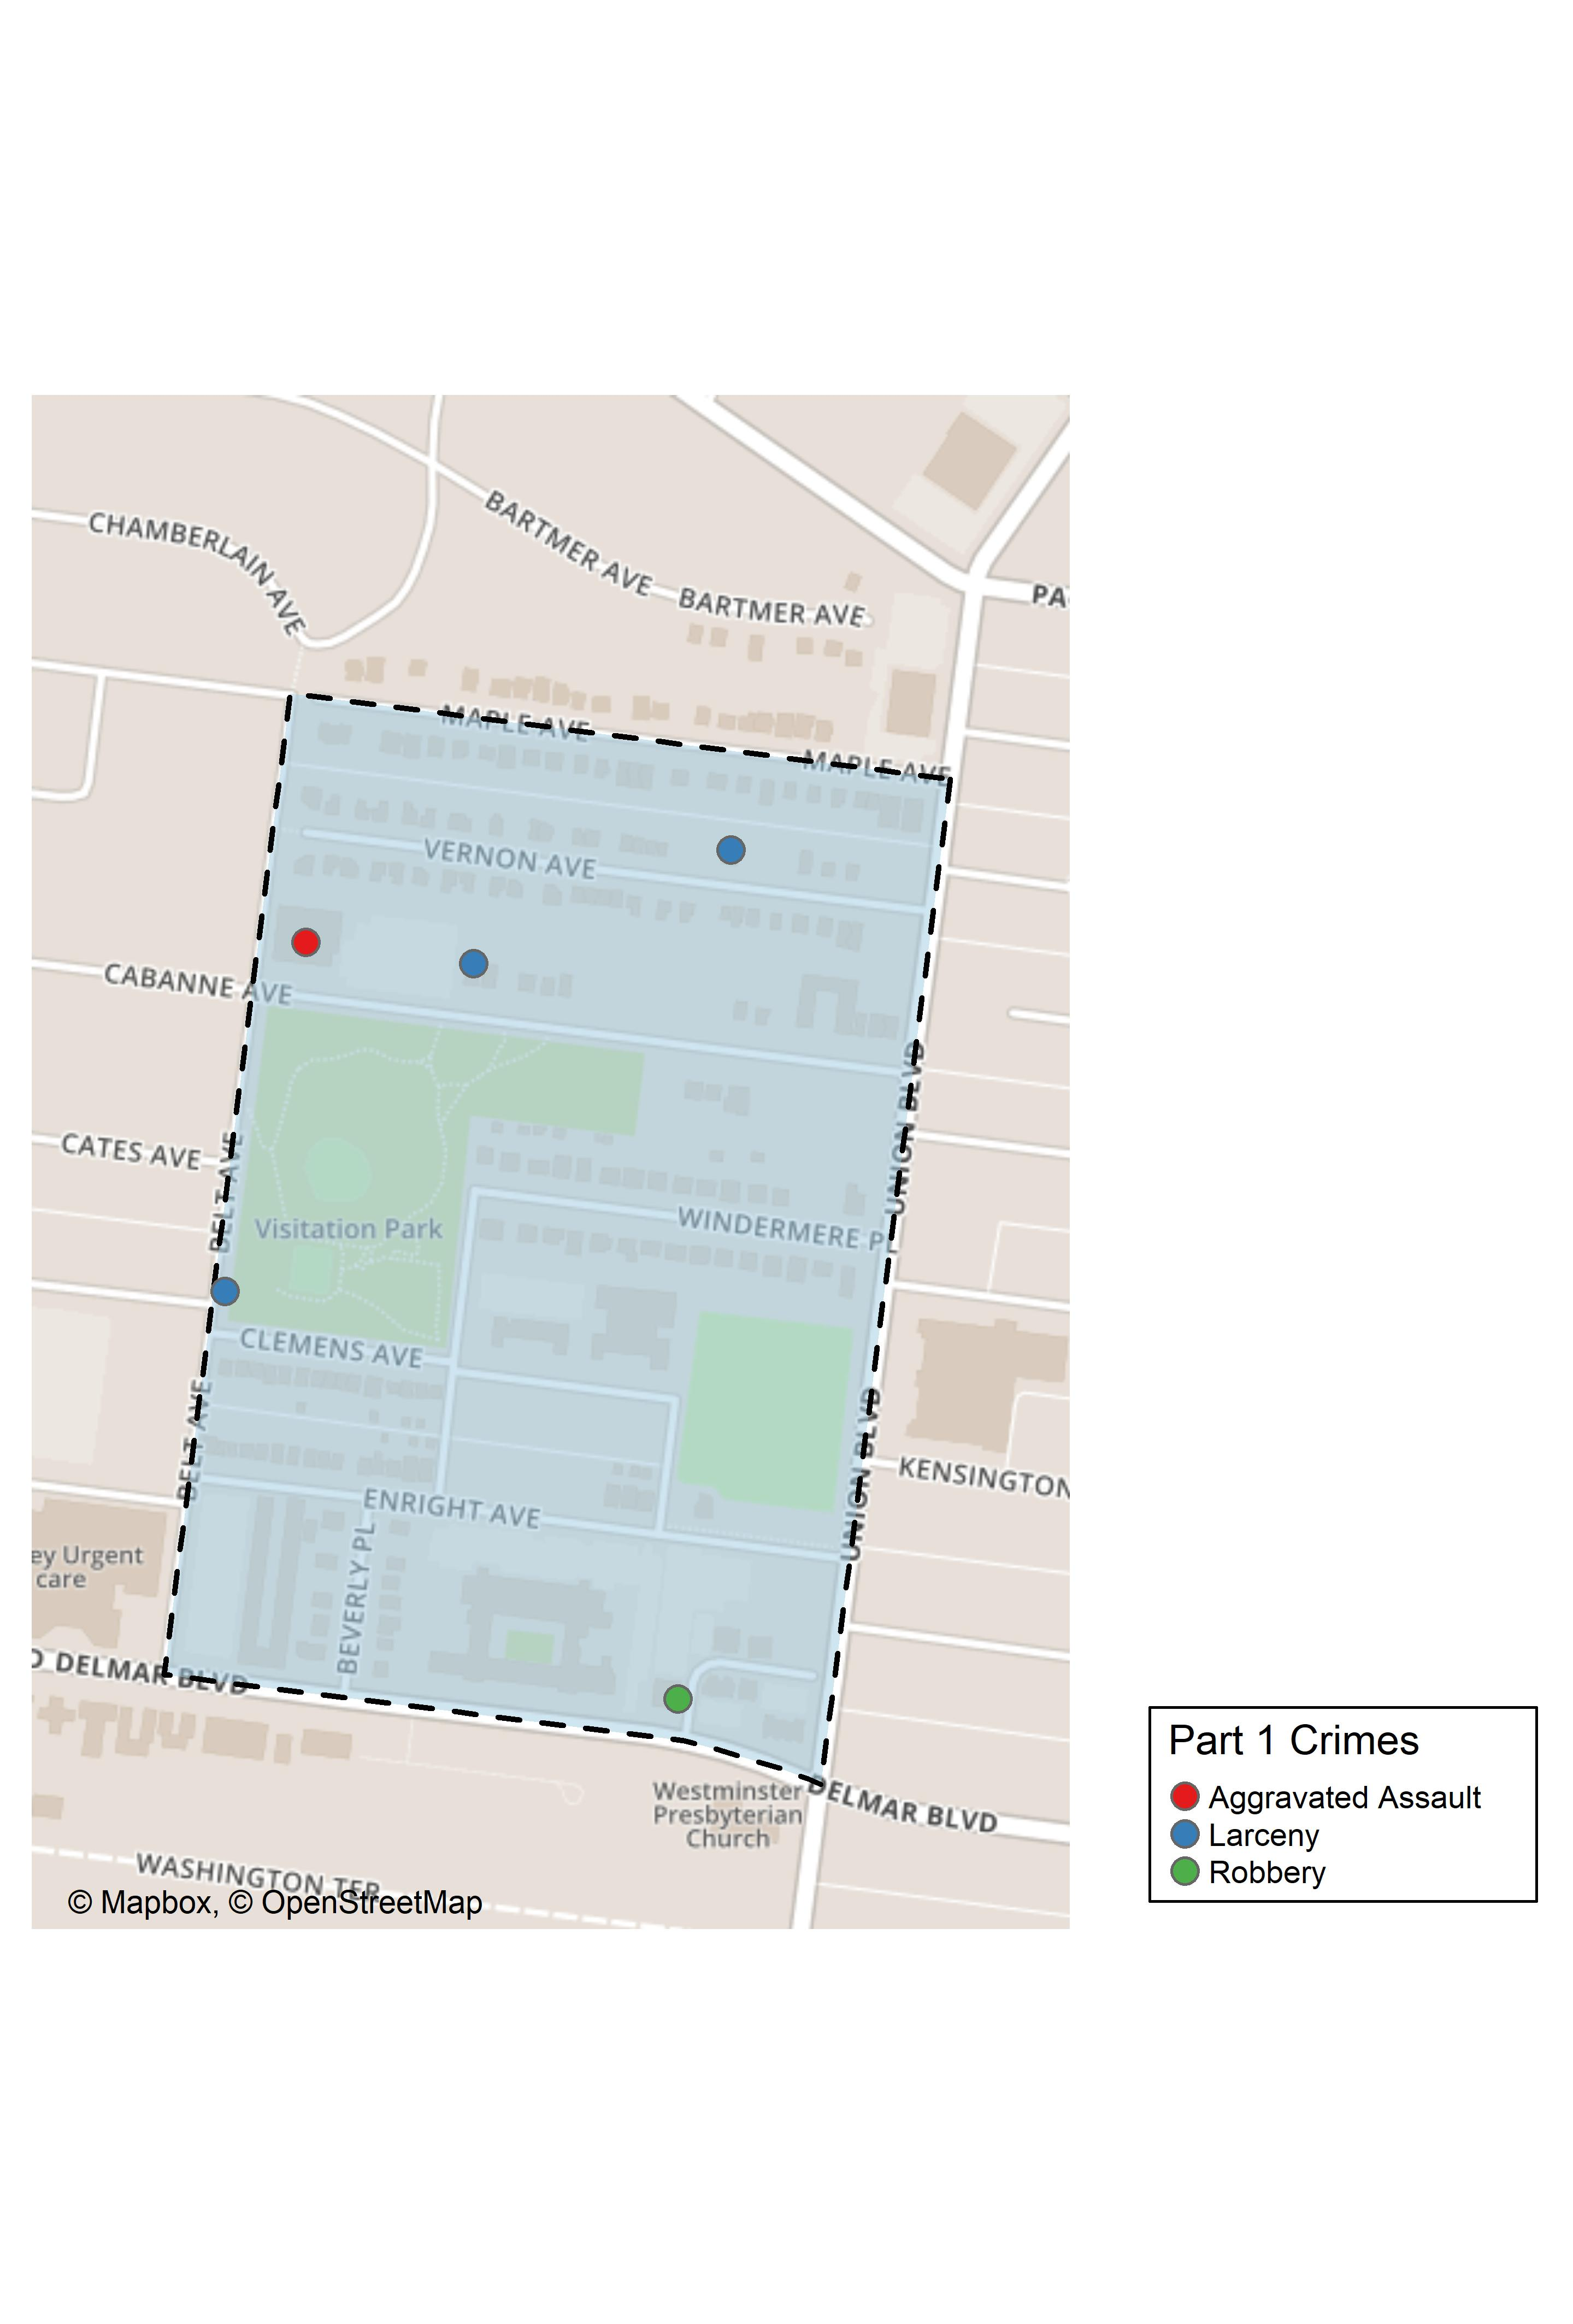 CHAMBERLAIN AVE
BARTMER AVE
BARTMER AVE
PA
MAPLE AVE
MAPLE AVE
VERNON AVE
CABANNE AVE
UNION BLVD
CATES AVE
BELT AVE
Visitation Park
WINDERMERE PL
CLEMENS AVE
BELT AVE
UNION BLVD
KENSINGTON
ENRIGHT AVE
ey Urgent
care
BEVERLY PL
O DELMAR BLVD
Westminster
Presbyterian
Church
DELMAR BLVD
WASHINGTON TER
© Mapbox, © OpenStreetMap
Part 1 Crimes
Aggravated Assault
Larceny
Robbery